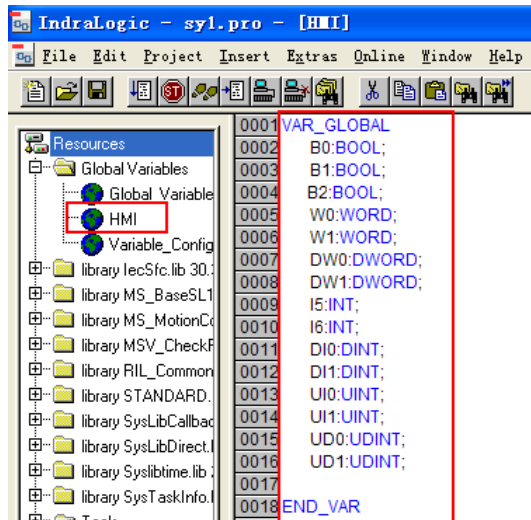 IndraLogic - sy1.pro - [HMI]
File Edit Project Insert Extras Online Window Help
Resources
Global Variables
Global_Variable
HMI
Variable_Config
library IecSfc.lib 30.
library MS_BaseSL1
library MS_MotionCo
library MSV_CheckF
library RIL_Common
library STANDARD.
library SysLibCallbac
library SysLibDirect.l
library Syslibtime.lib
library SysTaskInfo.l
0001 VAR_GLOBAL
0002 B0:BOOL;
0003 B1:BOOL;
0004 B2:BOOL;
0005 W0:WORD;
0006 W1:WORD;
0007 DW0:DWORD;
0008 DW1:DWORD;
0009 I5:INT;
0010 I6:INT;
0011 DI0:DINT;
0012 DI1:DINT;
0013 UI0:UINT;
0014 UI1:UINT;
0015 UD0:UDINT;
0016 UD1:UDINT;
0017
0018 END_VAR